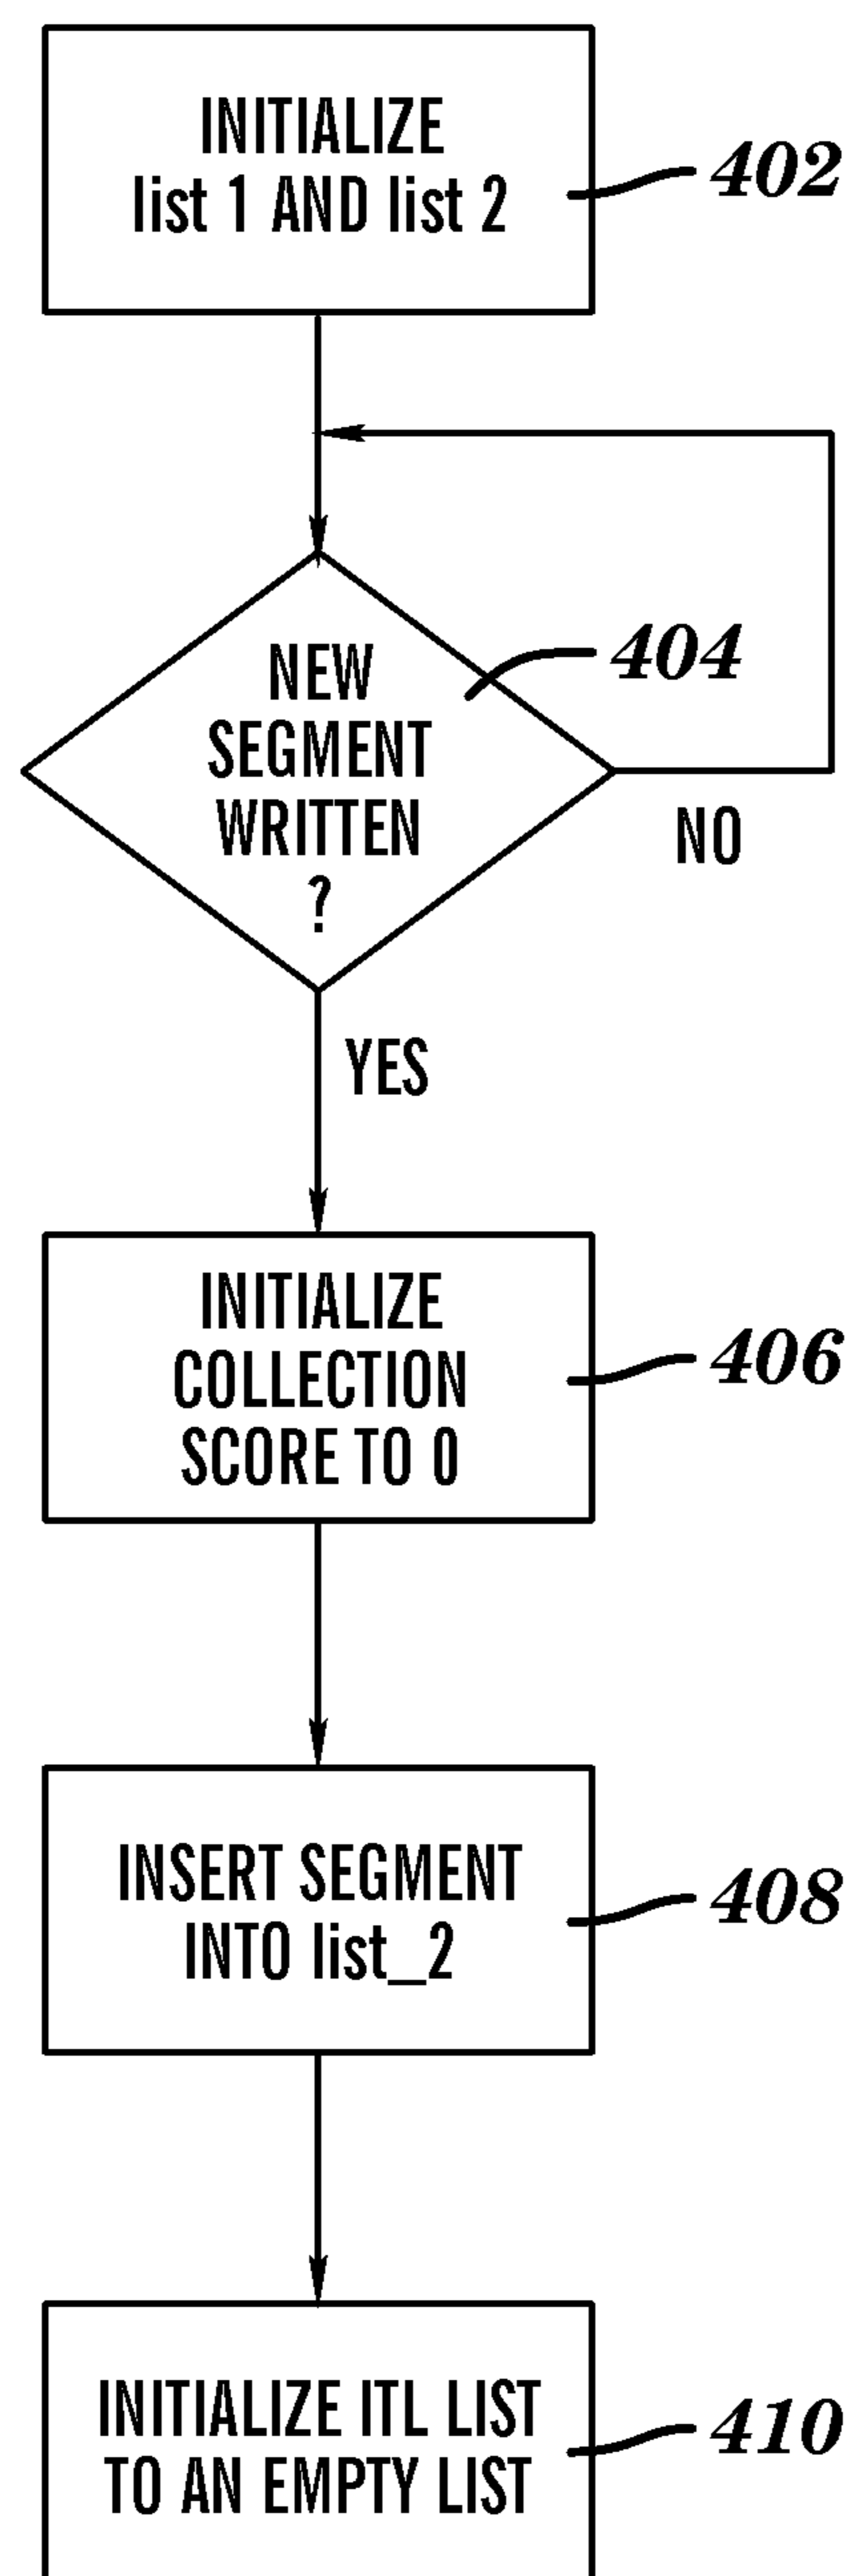 INITIALIZE
list 1 AND list 2
402
NEW
SEGMENT
WRITTEN
?
404
NO
YES
INITIALIZE
COLLECTION
SCORE TO 0
406
INSERT SEGMENT
INTO list_2
408
INITIALIZE ITL LIST
TO AN EMPTY LIST
410